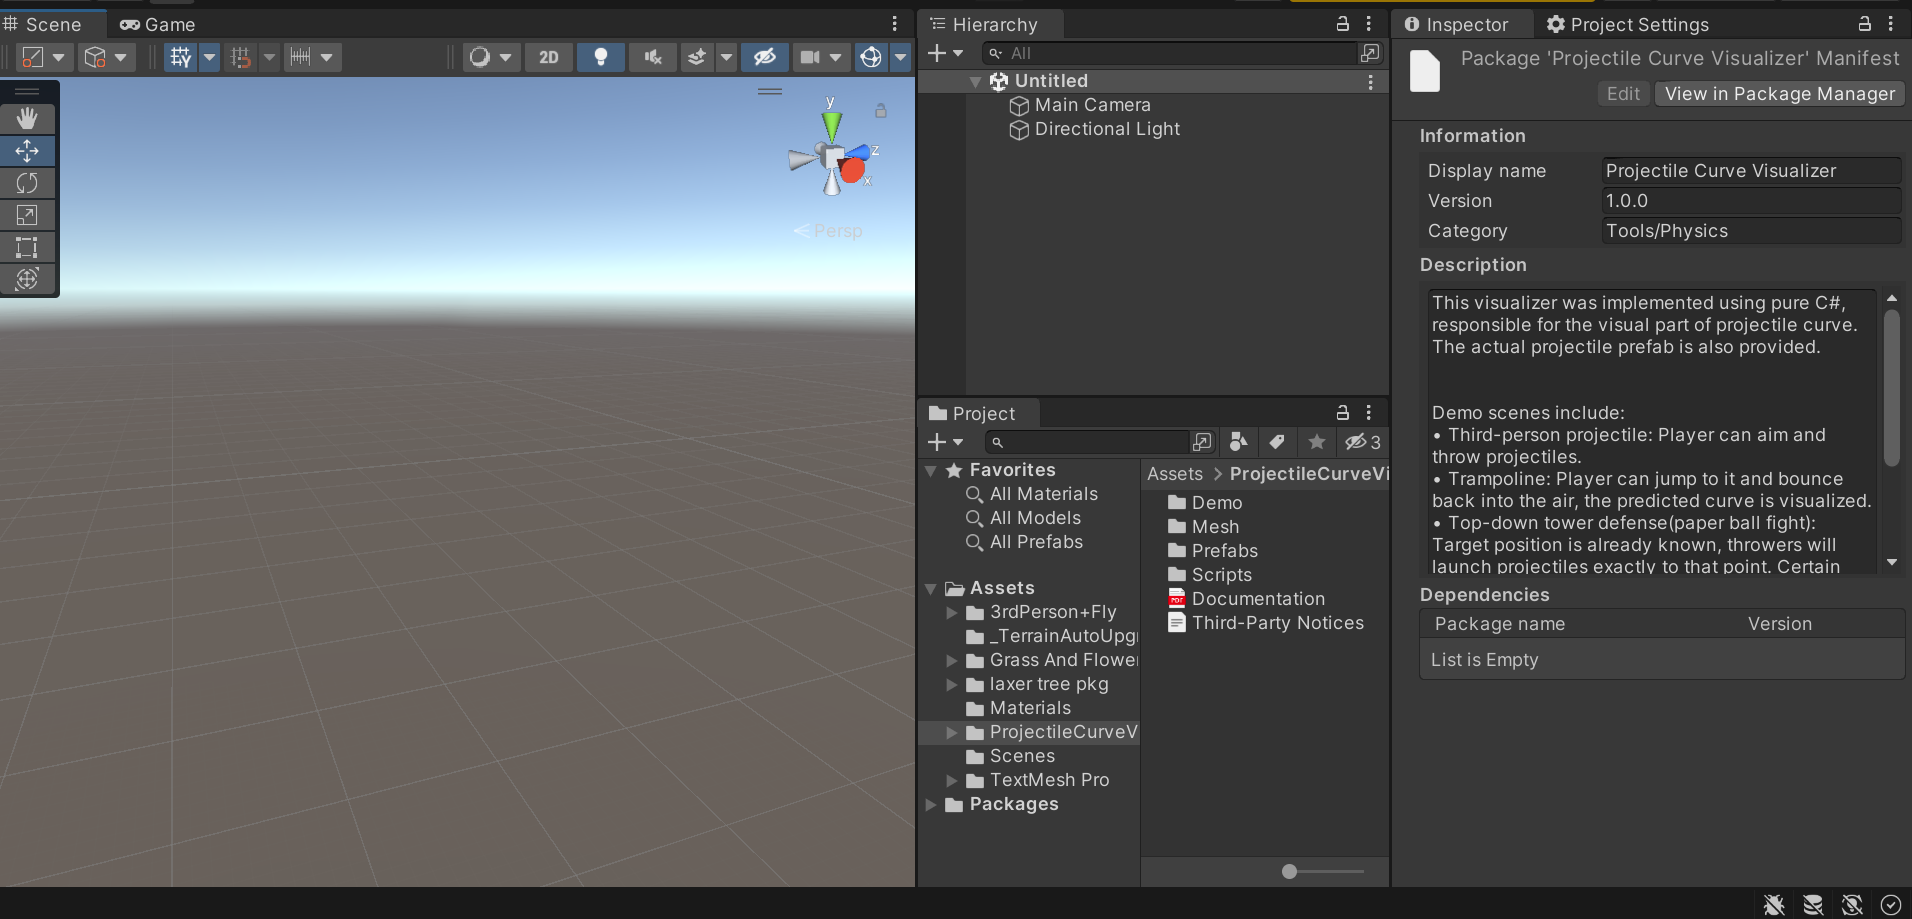 Scene
Game
2D
y
z
x
Persp
Hierarchy
All
Untitled
Main Camera
Directional Light
Project
3
Favorites
All Materials
All Models
All Prefabs
Assets
3rdPerson+Fly
_TerrainAutoUpg
Grass And Flower
laxer tree pkg
Materials
ProjectileCurveV
Scenes
TextMesh Pro
Packages
Assets > ProjectileCurveVi
Demo
Mesh
Prefabs
Scripts
PDF Documentation
Third-Party Notices
Inspector
Project Settings
Package 'Projectile Curve Visualizer' Manifest
Edit
View in Package Manager
Information
Display name Projectile Curve Visualizer
Version 1.0.0
Category Tools/Physics
Description
This visualizer was implemented using pure C#,
responsible for the visual part of projectile curve.
The actual projectile prefab is also provided.
Demo scenes include:
• Third-person projectile: Player can aim and
throw projectiles.
• Trampoline: Player can jump to it and bounce
back into the air, the predicted curve is visualized.
• Top-down tower defense(paper ball fight):
Target position is already known, throwers will
launch projectiles exactly to that point. Certain
Dependencies
Package name Version
List is Empty